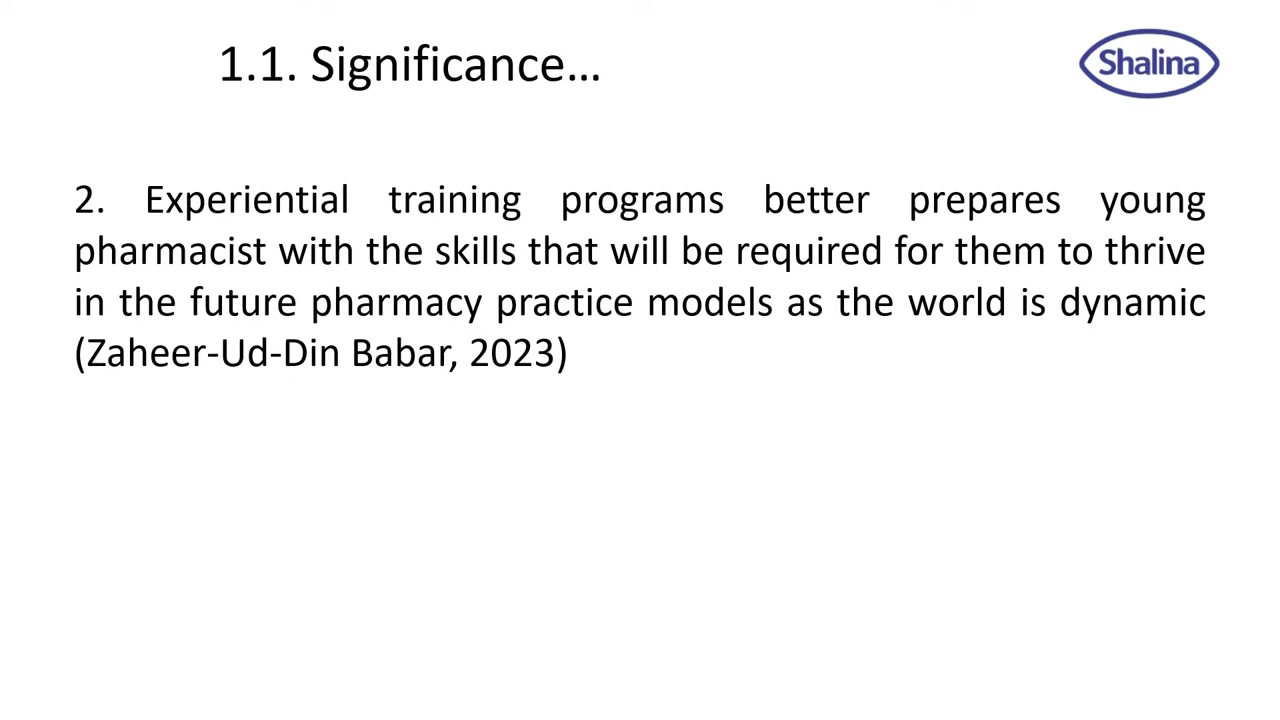 1.1. Significance…
Shalina
2. Experiential training programs better prepares young
pharmacist with the skills that will be required for them to thrive
in the future pharmacy practice models as the world is dynamic
(Zaheer-Ud-Din Babar, 2023)